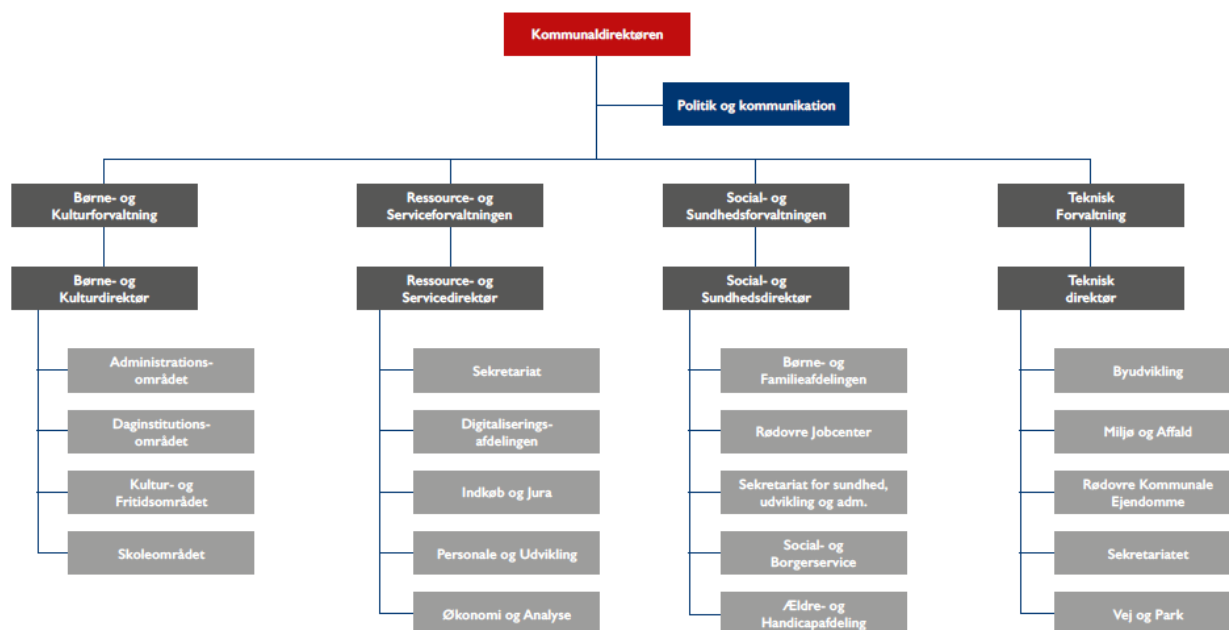 Kommunaldirektøren
Politik og kommunikation
Børne- og
Kulturforvaltning
Ressource- og
Serviceforvaltningen
Social- og
Sundhedsforvaltningen
Teknisk
Forvaltning
Børne- og
Kulturdirektør
Ressource- og
Servicedirektør
Social- og
Sundhedsdirektør
Teknisk
direktør
Administrations-
området
Daginstitutions-
området
Kultur- og
Fritidsområdet
Skoleområdet
Sekretariat
Digitaliserings-
afdelingen
Indkøb og Jura
Personale og Udvikling
Økonomi og Analyse
Børne- og
Familieafdelingen
Rødovre Jobcenter
Sekretariat for sundhed,
udvikling og adm.
Social- og
Borgerservice
Ældre- og
Handicapafdeling
Byudvikling
Miljø og Affald
Rødovre Kommunale
Ejendomme
Sekretariatet
Vej og Park